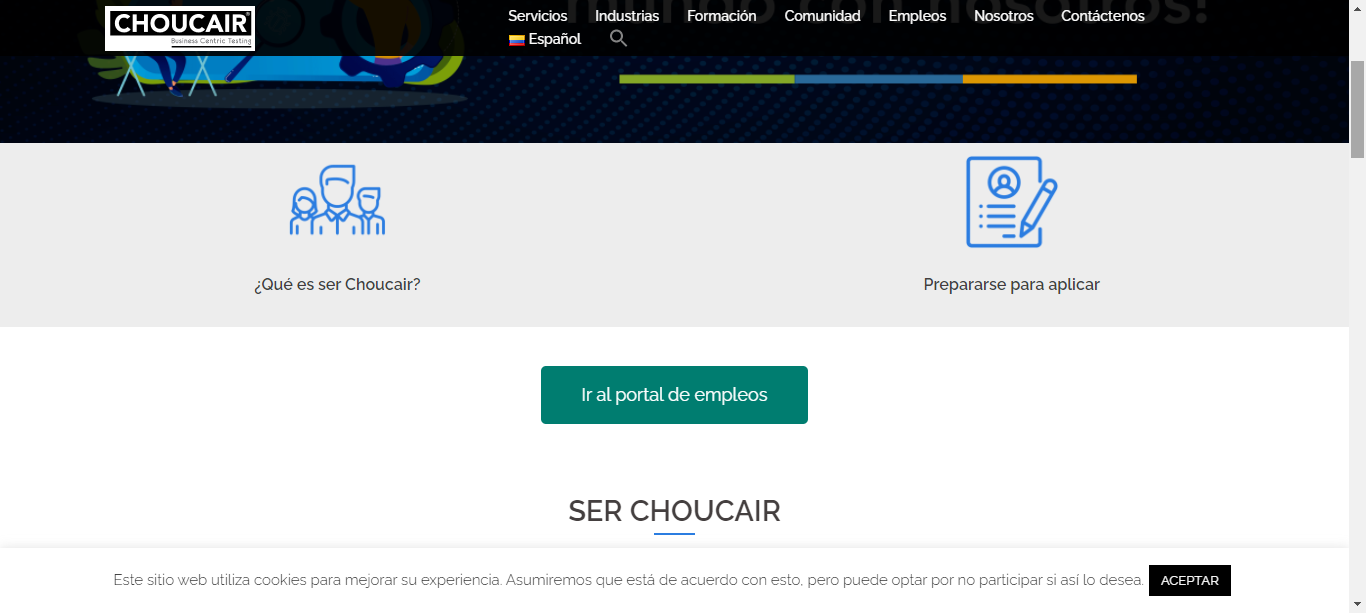 CHOUCAIR
Business Centric Testing
Servicios Industrias Formación Comunidad Empleos Nosotros Contáctenos
Español
¿Qué es ser Choucair?
Prepararse para aplicar
Ir al portal de empleos
SER CHOUCAIR
Este sitio web utiliza cookies para mejorar su experiencia. Asumiremos que está de acuerdo con esto, pero puede optar por no participar si así lo desea. ACEPTAR